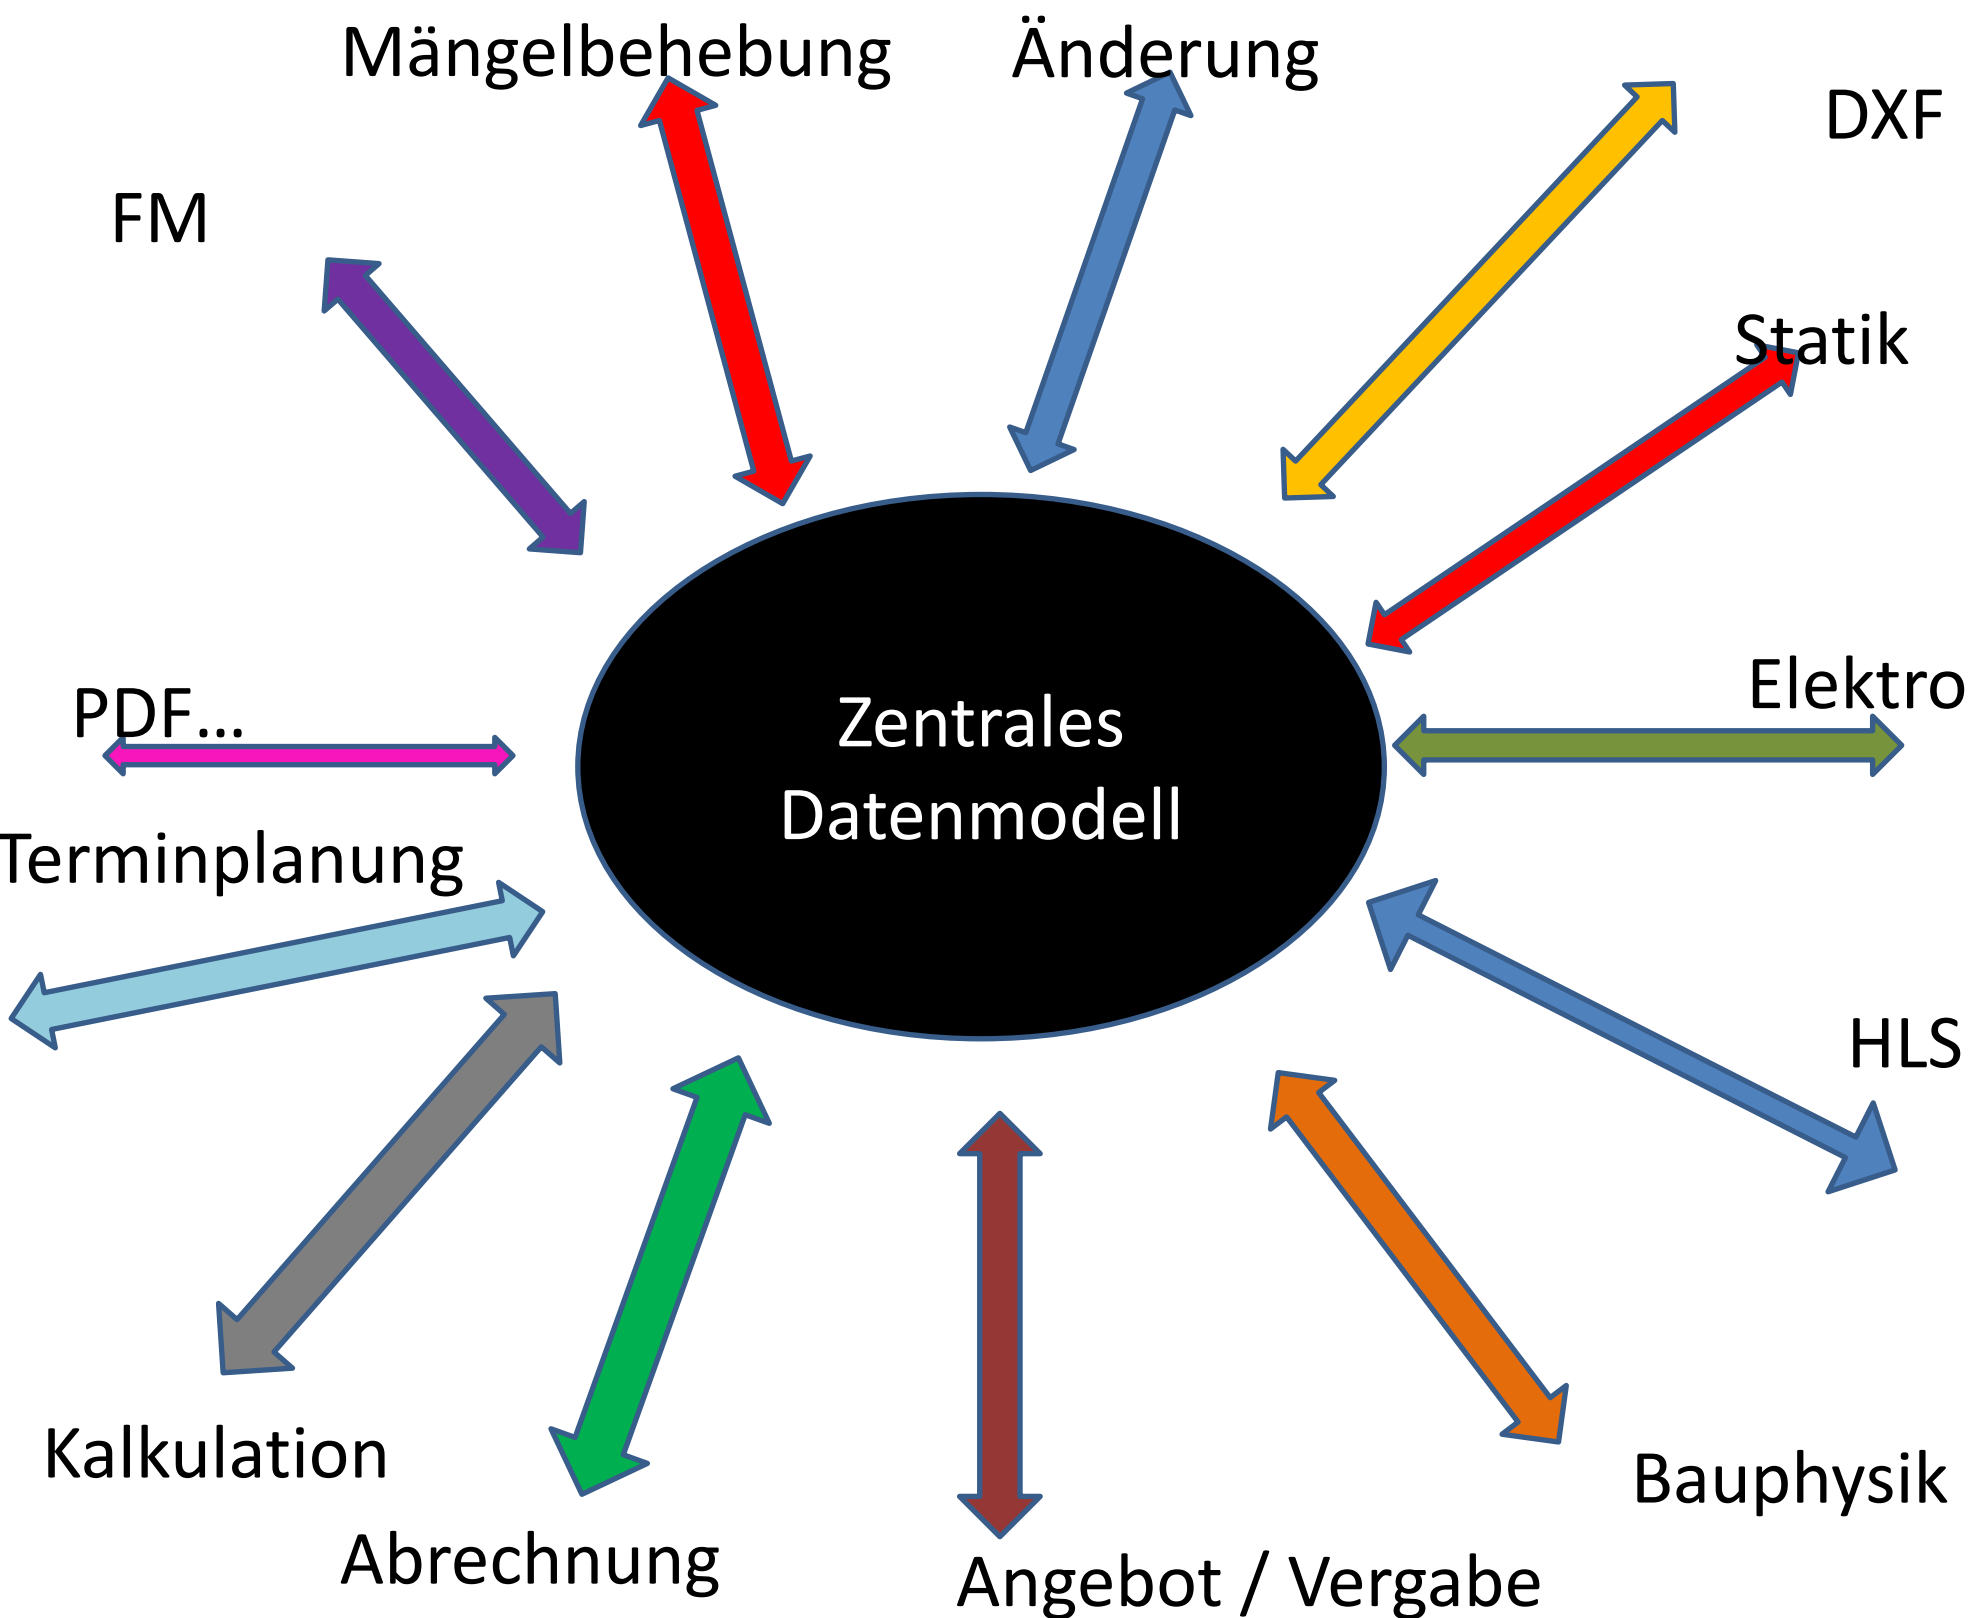 Mängelbehebung
Änderung
DXF
FM
Statik
Elektro
PDF...
Zentrales
Datenmodell
Terminplanung
HLS
Kalkulation
Bauphysik
Abrechnung
Angebot / Vergabe